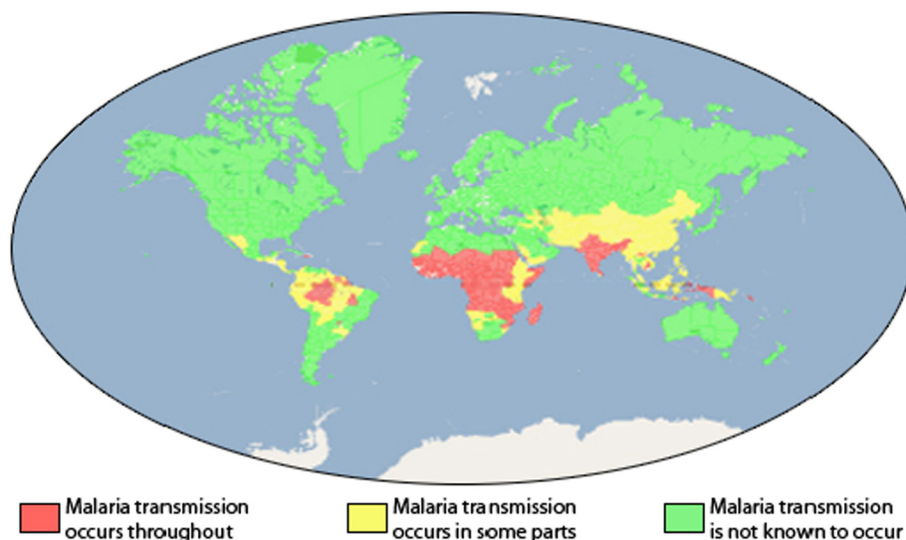 Malaria transmission
occurs throughout
Malaria transmission
occurs in some parts
Malaria transmission
is not known to occur